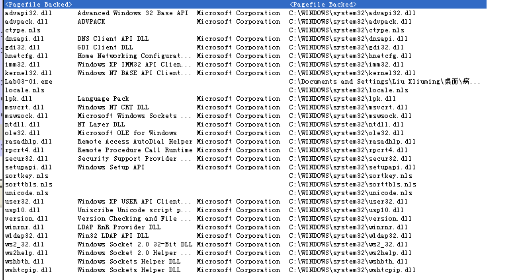 <Pagefile Backed> <Pagefile Backed>
advapi32.dll Advanced Windows 32 Base API Microsoft Corporation C:\WINDOWS\system32\advapi32.dll
advpack.dll ADVPACK Microsoft Corporation C:\WINDOWS\system32\advpack.dll
ctype.nls C:\WINDOWS\system32\ctype.nls
dnsapi.dll DNS Client API DLL Microsoft Corporation C:\WINDOWS\system32\dnsapi.dll
gdi32.dll GDI Client DLL Microsoft Corporation C:\WINDOWS\system32\gdi32.dll
hnetcfg.dll Home Networking Configurat... Microsoft Corporation C:\WINDOWS\system32\hnetcfg.dll
imm32.dll Windows XP IMM32 API Clien... Microsoft Corporation C:\WINDOWS\system32\imm32.dll
kernel32.dll Windows NT BASE API Client... Microsoft Corporation C:\WINDOWS\system32\kernel32.dll
Lab03-01.exe C:\Documents and Settings\Liu Xiuming\桌面\病...
locale.nls C:\WINDOWS\system32\locale.nls
lpk.dll Language Pack Microsoft Corporation C:\WINDOWS\system32\lpk.dll
msvcrt.dll Windows NT CRT DLL Microsoft Corporation C:\WINDOWS\system32\msvcrt.dll
mswsock.dll Microsoft Windows Sockets ... Microsoft Corporation C:\WINDOWS\system32\mswsock.dll
ntdll.dll NT Layer DLL Microsoft Corporation C:\WINDOWS\system32\ntdll.dll
ole32.dll Microsoft OLE for Windows Microsoft Corporation C:\WINDOWS\system32\ole32.dll
rasadhlp.dll Remote Access AutoDial Helper Microsoft Corporation C:\WINDOWS\system32\rasadhlp.dll
rpcrt4.dll Remote Procedure Call Runtime Microsoft Corporation C:\WINDOWS\system32\rpcrt4.dll
secur32.dll Security Support Provider ... Microsoft Corporation C:\WINDOWS\system32\secur32.dll
setupapi.dll Windows Setup API Microsoft Corporation C:\WINDOWS\system32\setupapi.dll
sortkey.nls C:\WINDOWS\system32\sortkey.nls
sorttbls.nls C:\WINDOWS\system32\sorttbls.nls
unicode.nls C:\WINDOWS\system32\unicode.nls
user32.dll Windows XP USER API Client... Microsoft Corporation C:\WINDOWS\system32\user32.dll
usp10.dll Uniscribe Unicode script p... Microsoft Corporation C:\WINDOWS\system32\usp10.dll
version.dll Version Checking and File ... Microsoft Corporation C:\WINDOWS\system32\version.dll
winrnr.dll LDAP RnR Provider DLL Microsoft Corporation C:\WINDOWS\system32\winrnr.dll
wldap32.dll Win32 LDAP API DLL Microsoft Corporation C:\WINDOWS\system32\wldap32.dll
ws2_32.dll Windows Socket 2.0 32-Bit DLL Microsoft Corporation C:\WINDOWS\system32\ws2_32.dll
ws2help.dll Windows Socket 2.0 Helper ... Microsoft Corporation C:\WINDOWS\system32\ws2help.dll
wshbth.dll Windows Sockets Helper DLL Microsoft Corporation C:\WINDOWS\system32\wshbth.dll
wshtcpip.dll Windows Sockets Helper DLL Microsoft Corporation C:\WINDOWS\system32\wshtcpip.dll